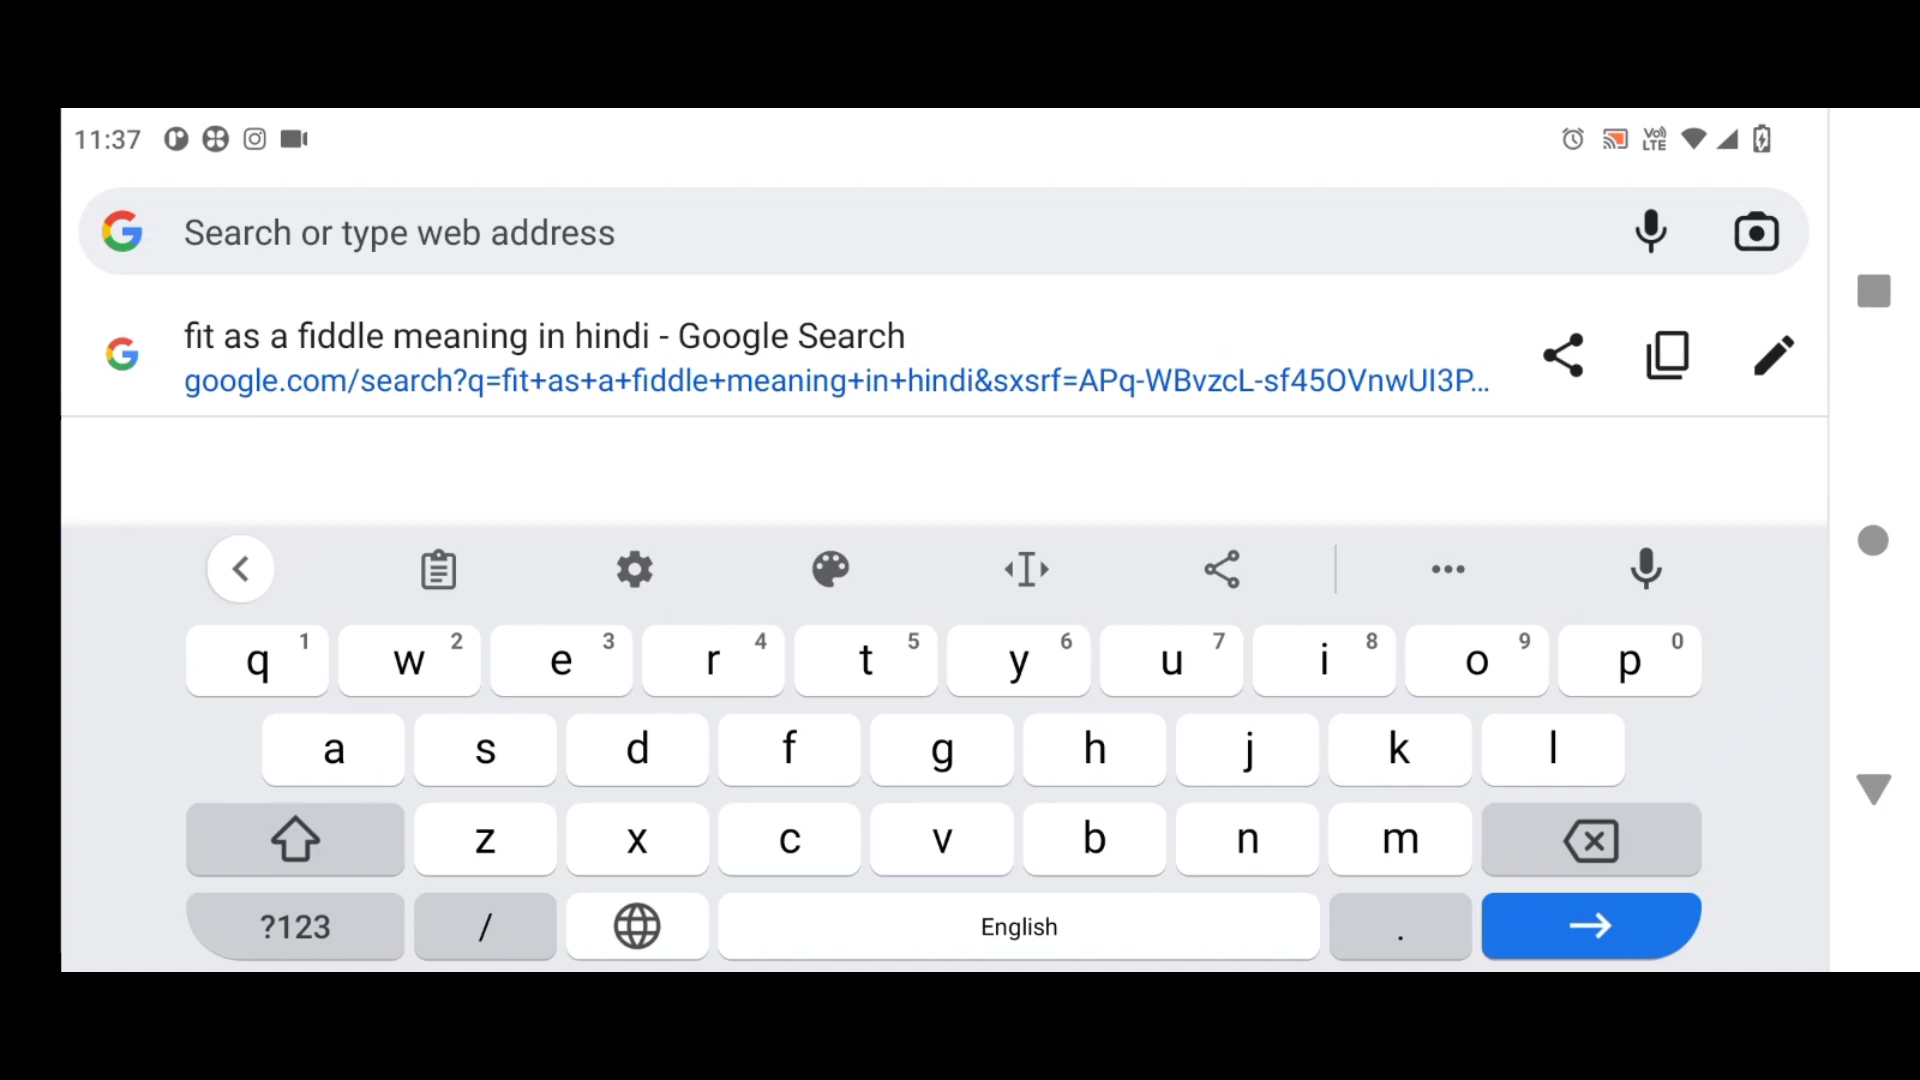 11:37 Vo) LTE
Search or type web address
fit as a fiddle meaning in hindi - Google Search
google.com/search?q=fit+as+a+fiddle+meaning+in+hindi&sxsrf=APq-WBvzcL-sf45OVnwUI3P...
q 1 w 2 e 3 r 4 t 5 y 6 u 7 i 8 o 9 p 0
a s d f g h j k l
z x c v b n m
?123 / English .